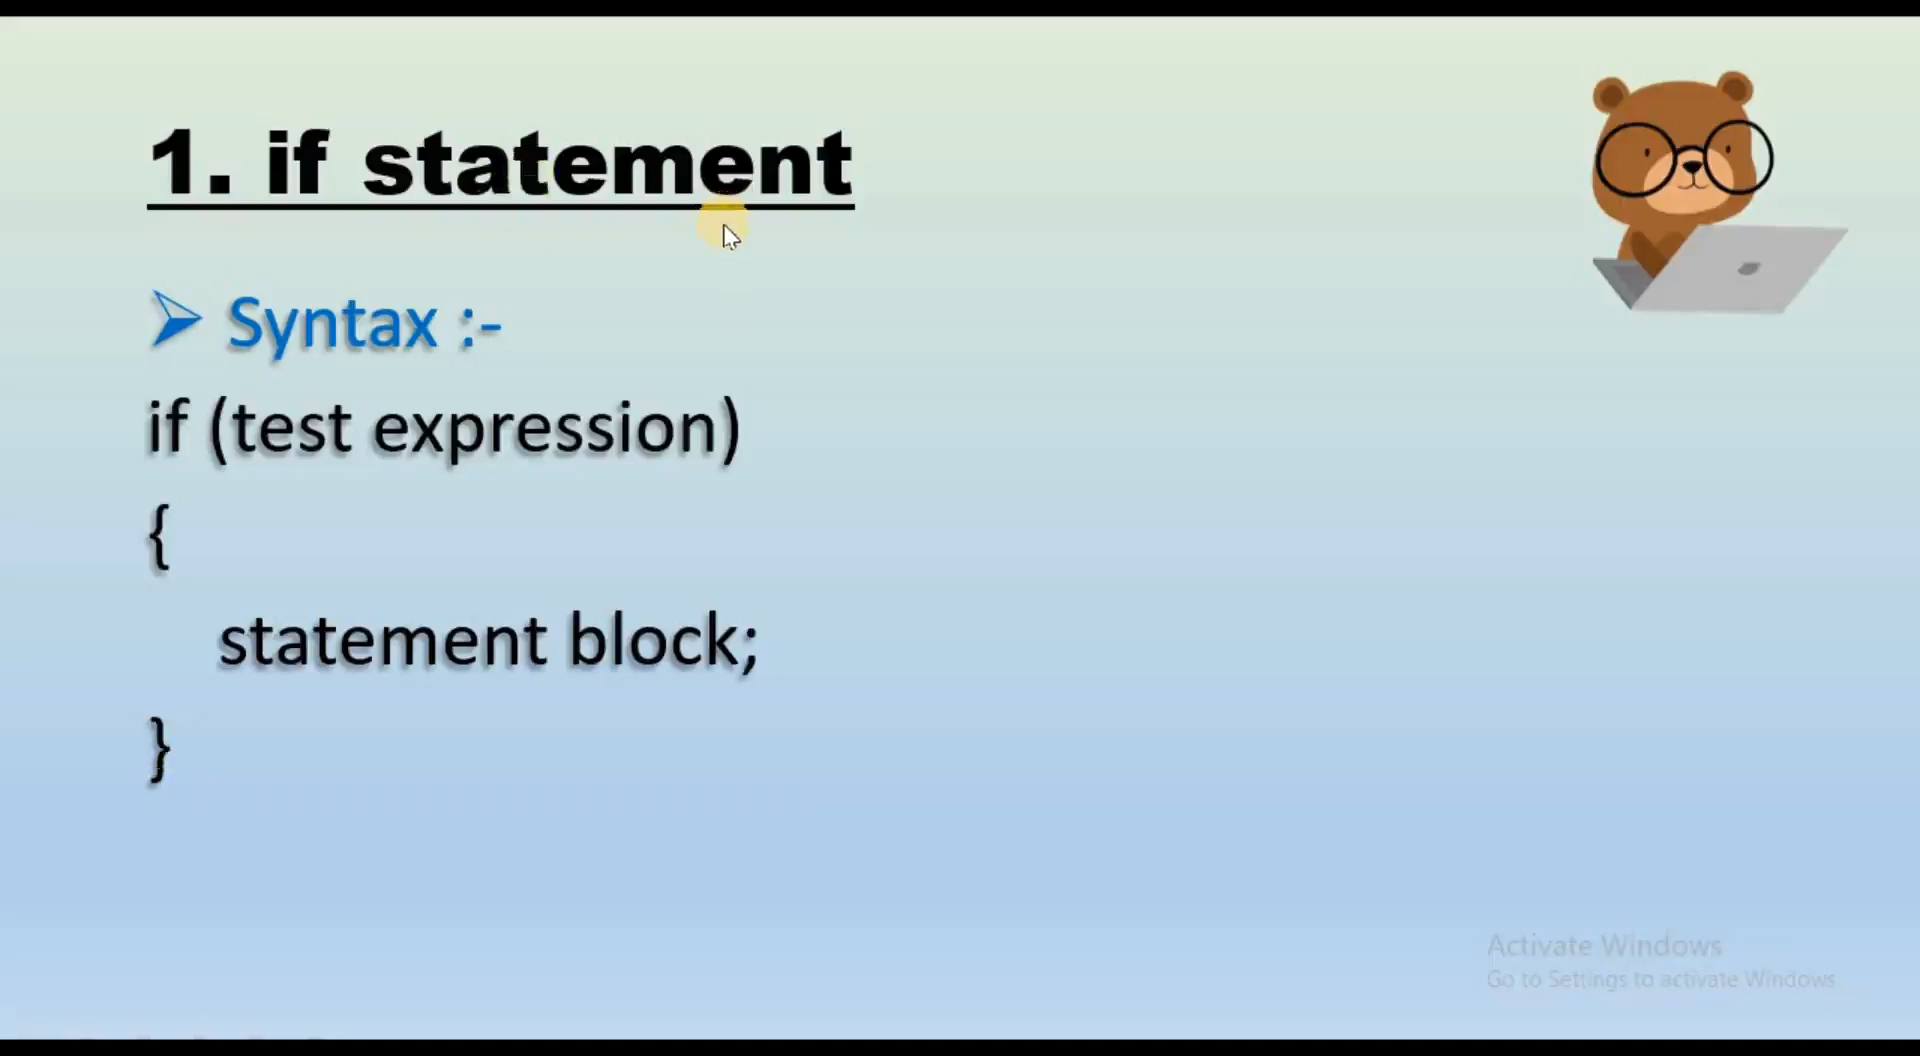 1. if statement
Syntax :-
if (test expression)
{
statement block;
}
Activate Windows
Go to Settings to activate Windows.